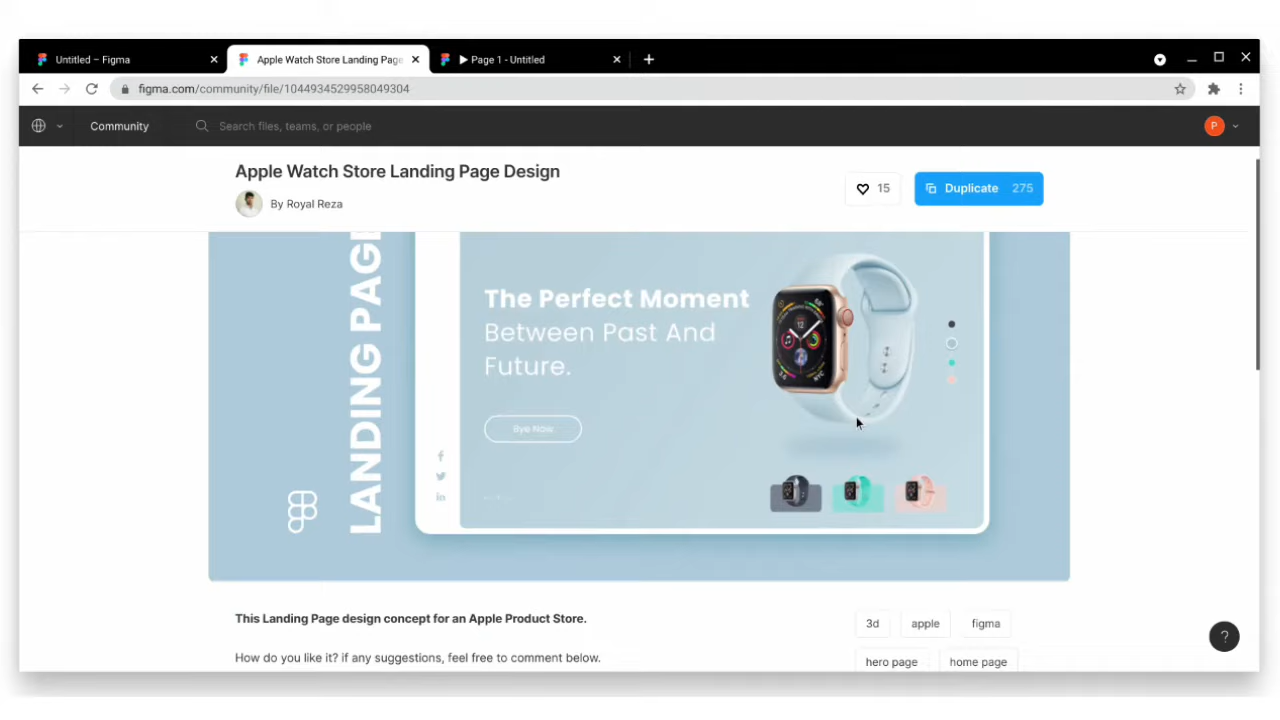 Untitled – Figma
Apple Watch Store Landing Page
Page 1 - Untitled
figma.com/community/file/1044934529958049304
Community
Search files, teams, or people
P
Apple Watch Store Landing Page Design
By Royal Reza
15
Duplicate 275
LANDING PAGE
The Perfect Moment
Between Past And
Future.
Bye Now
This Landing Page design concept for an Apple Product Store.
How do you like it? if any suggestions, feel free to comment below.
3d
apple
figma
hero page
home page
?